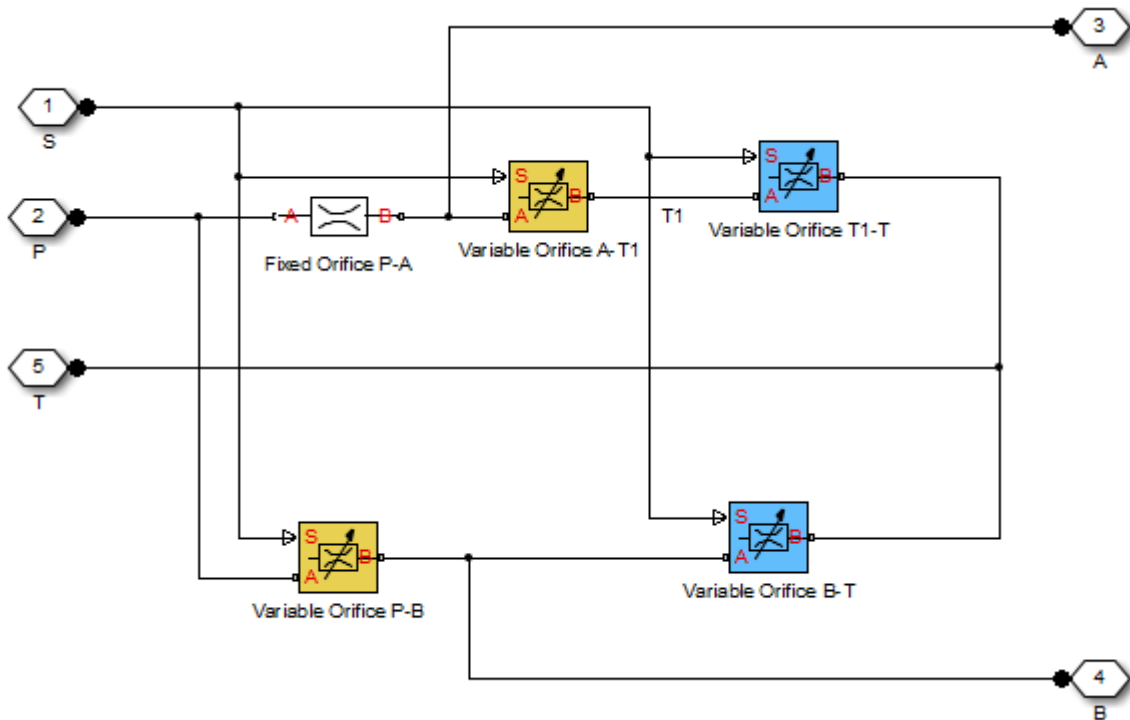 3
A
1
S
S
B
A
Variable Orifice T1-T
S
B
A
Variable Orifice A-T1
T1
2
P
A
B
Fixed Orifice P-A
5
T
S
B
A
Variable Orifice B-T
S
B
A
Variable Orifice P-B
4
B